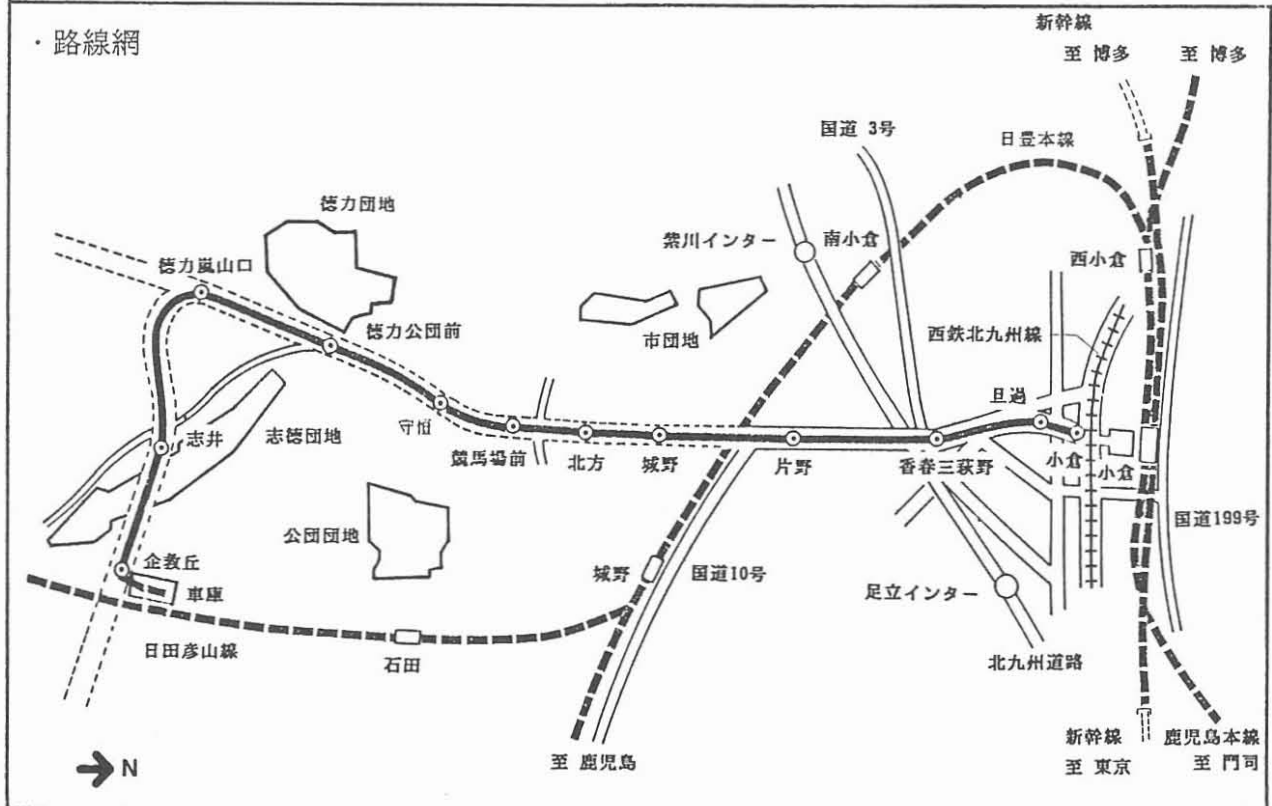 ・路線網
新幹線
至 博多
至 博多
国道 3号
日豊本線
徳力団地
紫川インター
南小倉
徳力嵐山口
西小倉
市団地
西鉄北九州線
徳力公団前
旦過
志井
志徳団地
守恒
競馬場前
北方
城野
片野
香春三萩野
小倉
小倉
国道199号
公団団地
企救丘
車庫
城野
国道10号
足立インター
日田彦山線
石田
北九州道路
N
至 鹿児島
新幹線
至 東京
鹿児島本線
至 門司